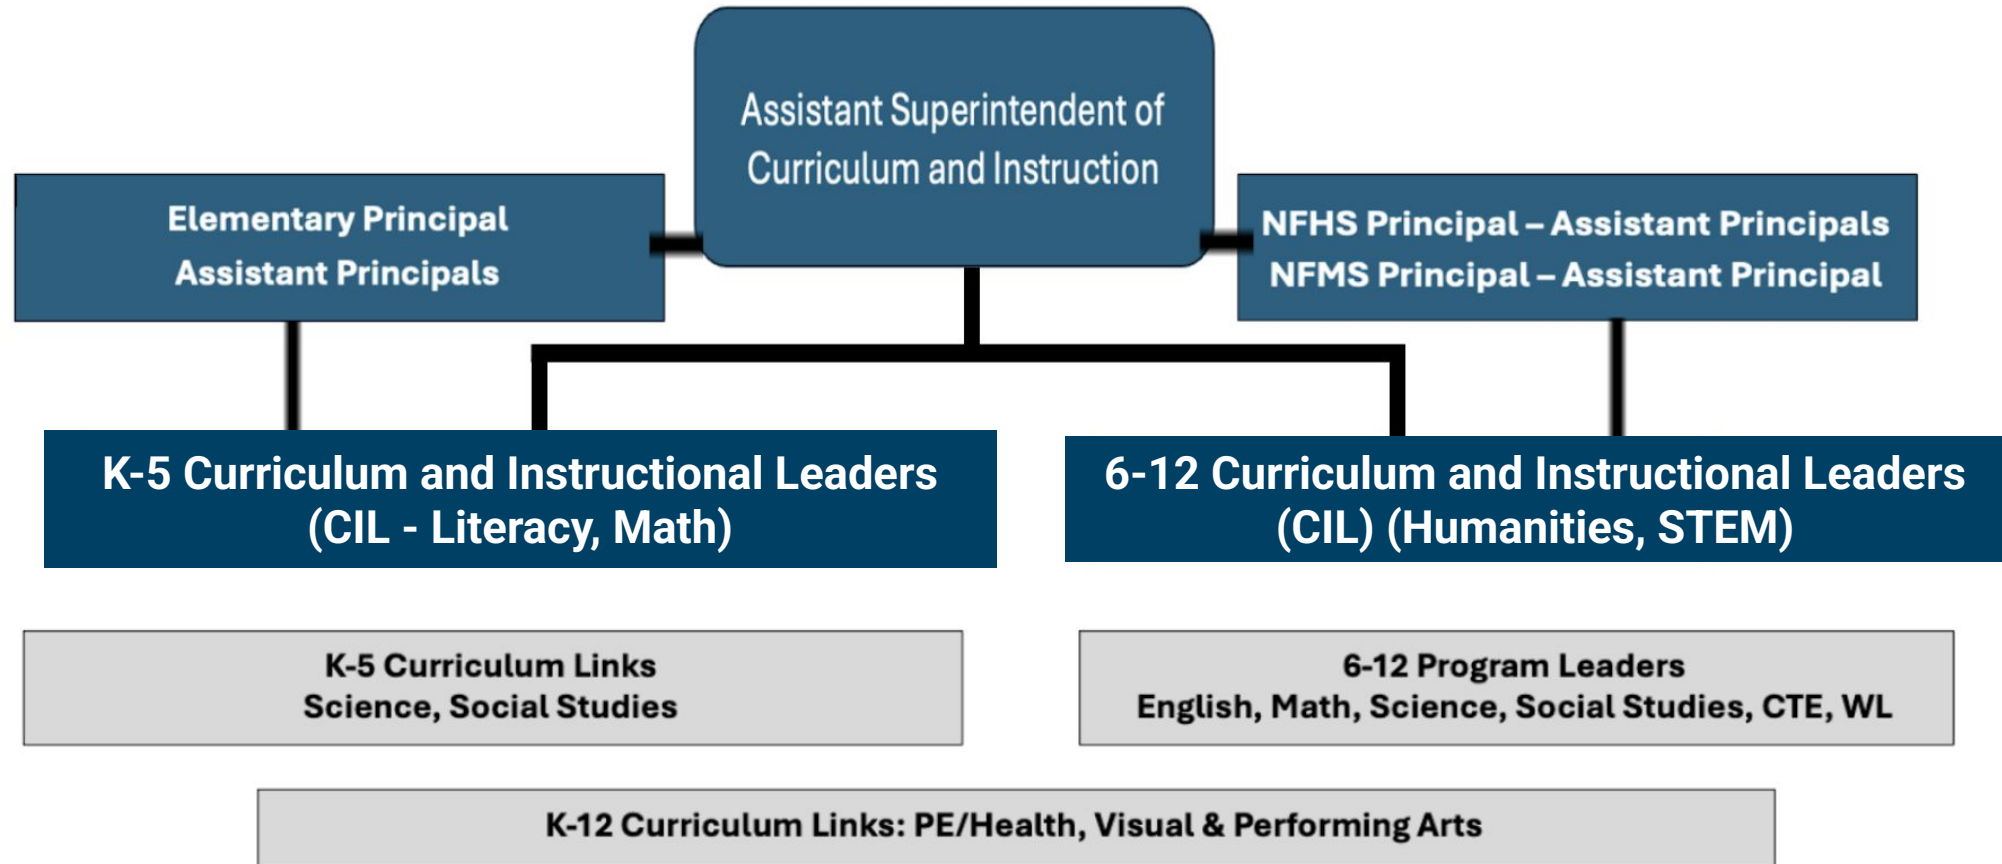 Assistant Superintendent of
Curriculum and Instruction
Elementary Principal
Assistant Principals
NFHS Principal – Assistant Principals
NFMS Principal – Assistant Principal
K-5 Curriculum and Instructional Leaders
(CIL - Literacy, Math)
6-12 Curriculum and Instructional Leaders
(CIL) (Humanities, STEM)
K-5 Curriculum Links
Science, Social Studies
6-12 Program Leaders
English, Math, Science, Social Studies, CTE, WL
K-12 Curriculum Links: PE/Health, Visual & Performing Arts